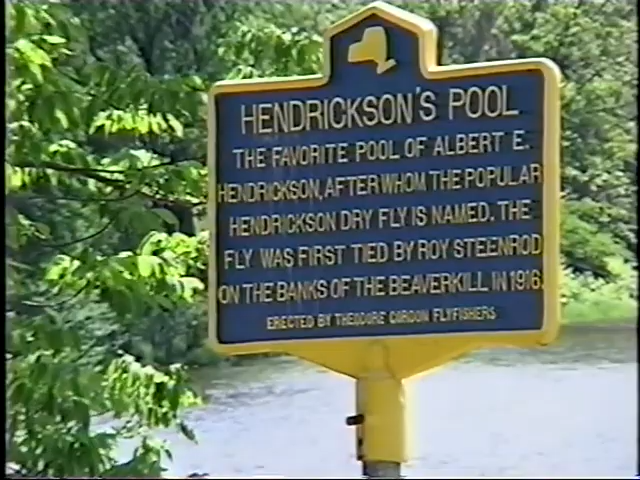 HENDRICKSON'S POOL
THE FAVORITE POOL OF ALBERT E.
HENDRICKSON, AFTER WHOM THE POPULAR
HENDRICKSON DRY FLY IS NAMED. THE
FLY WAS FIRST TIED BY ROY STEENROD
ON THE BANKS OF THE BEAVERKILL IN 1916.
ERECTED BY THEODORE GORDON FLYFISHERS